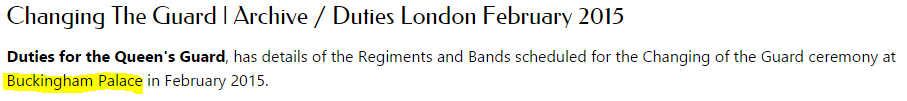 Changing The Guard | Archive / Duties London February 2015
Duties for the Queen's Guard, has details of the Regiments and Bands scheduled for the Changing of the Guard ceremony at
Buckingham Palace in February 2015.